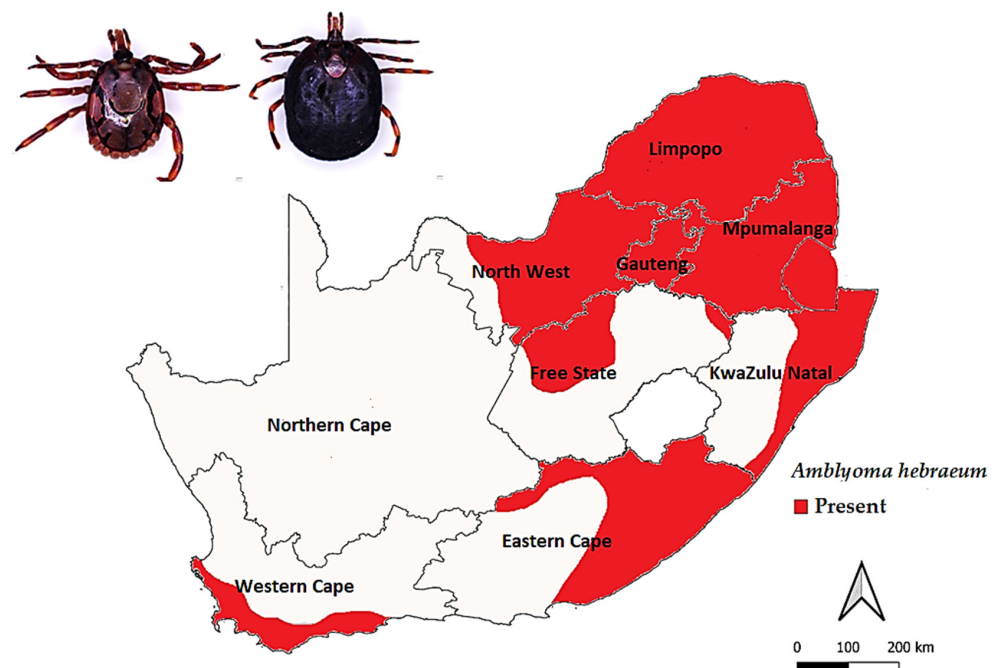 Limpopo
Mpumalanga
Gauteng
North West
Free State
KwaZulu Natal
Northern Cape
Amblyoma hebraeum
Present
Eastern Cape
Western Cape
0 100 200 km